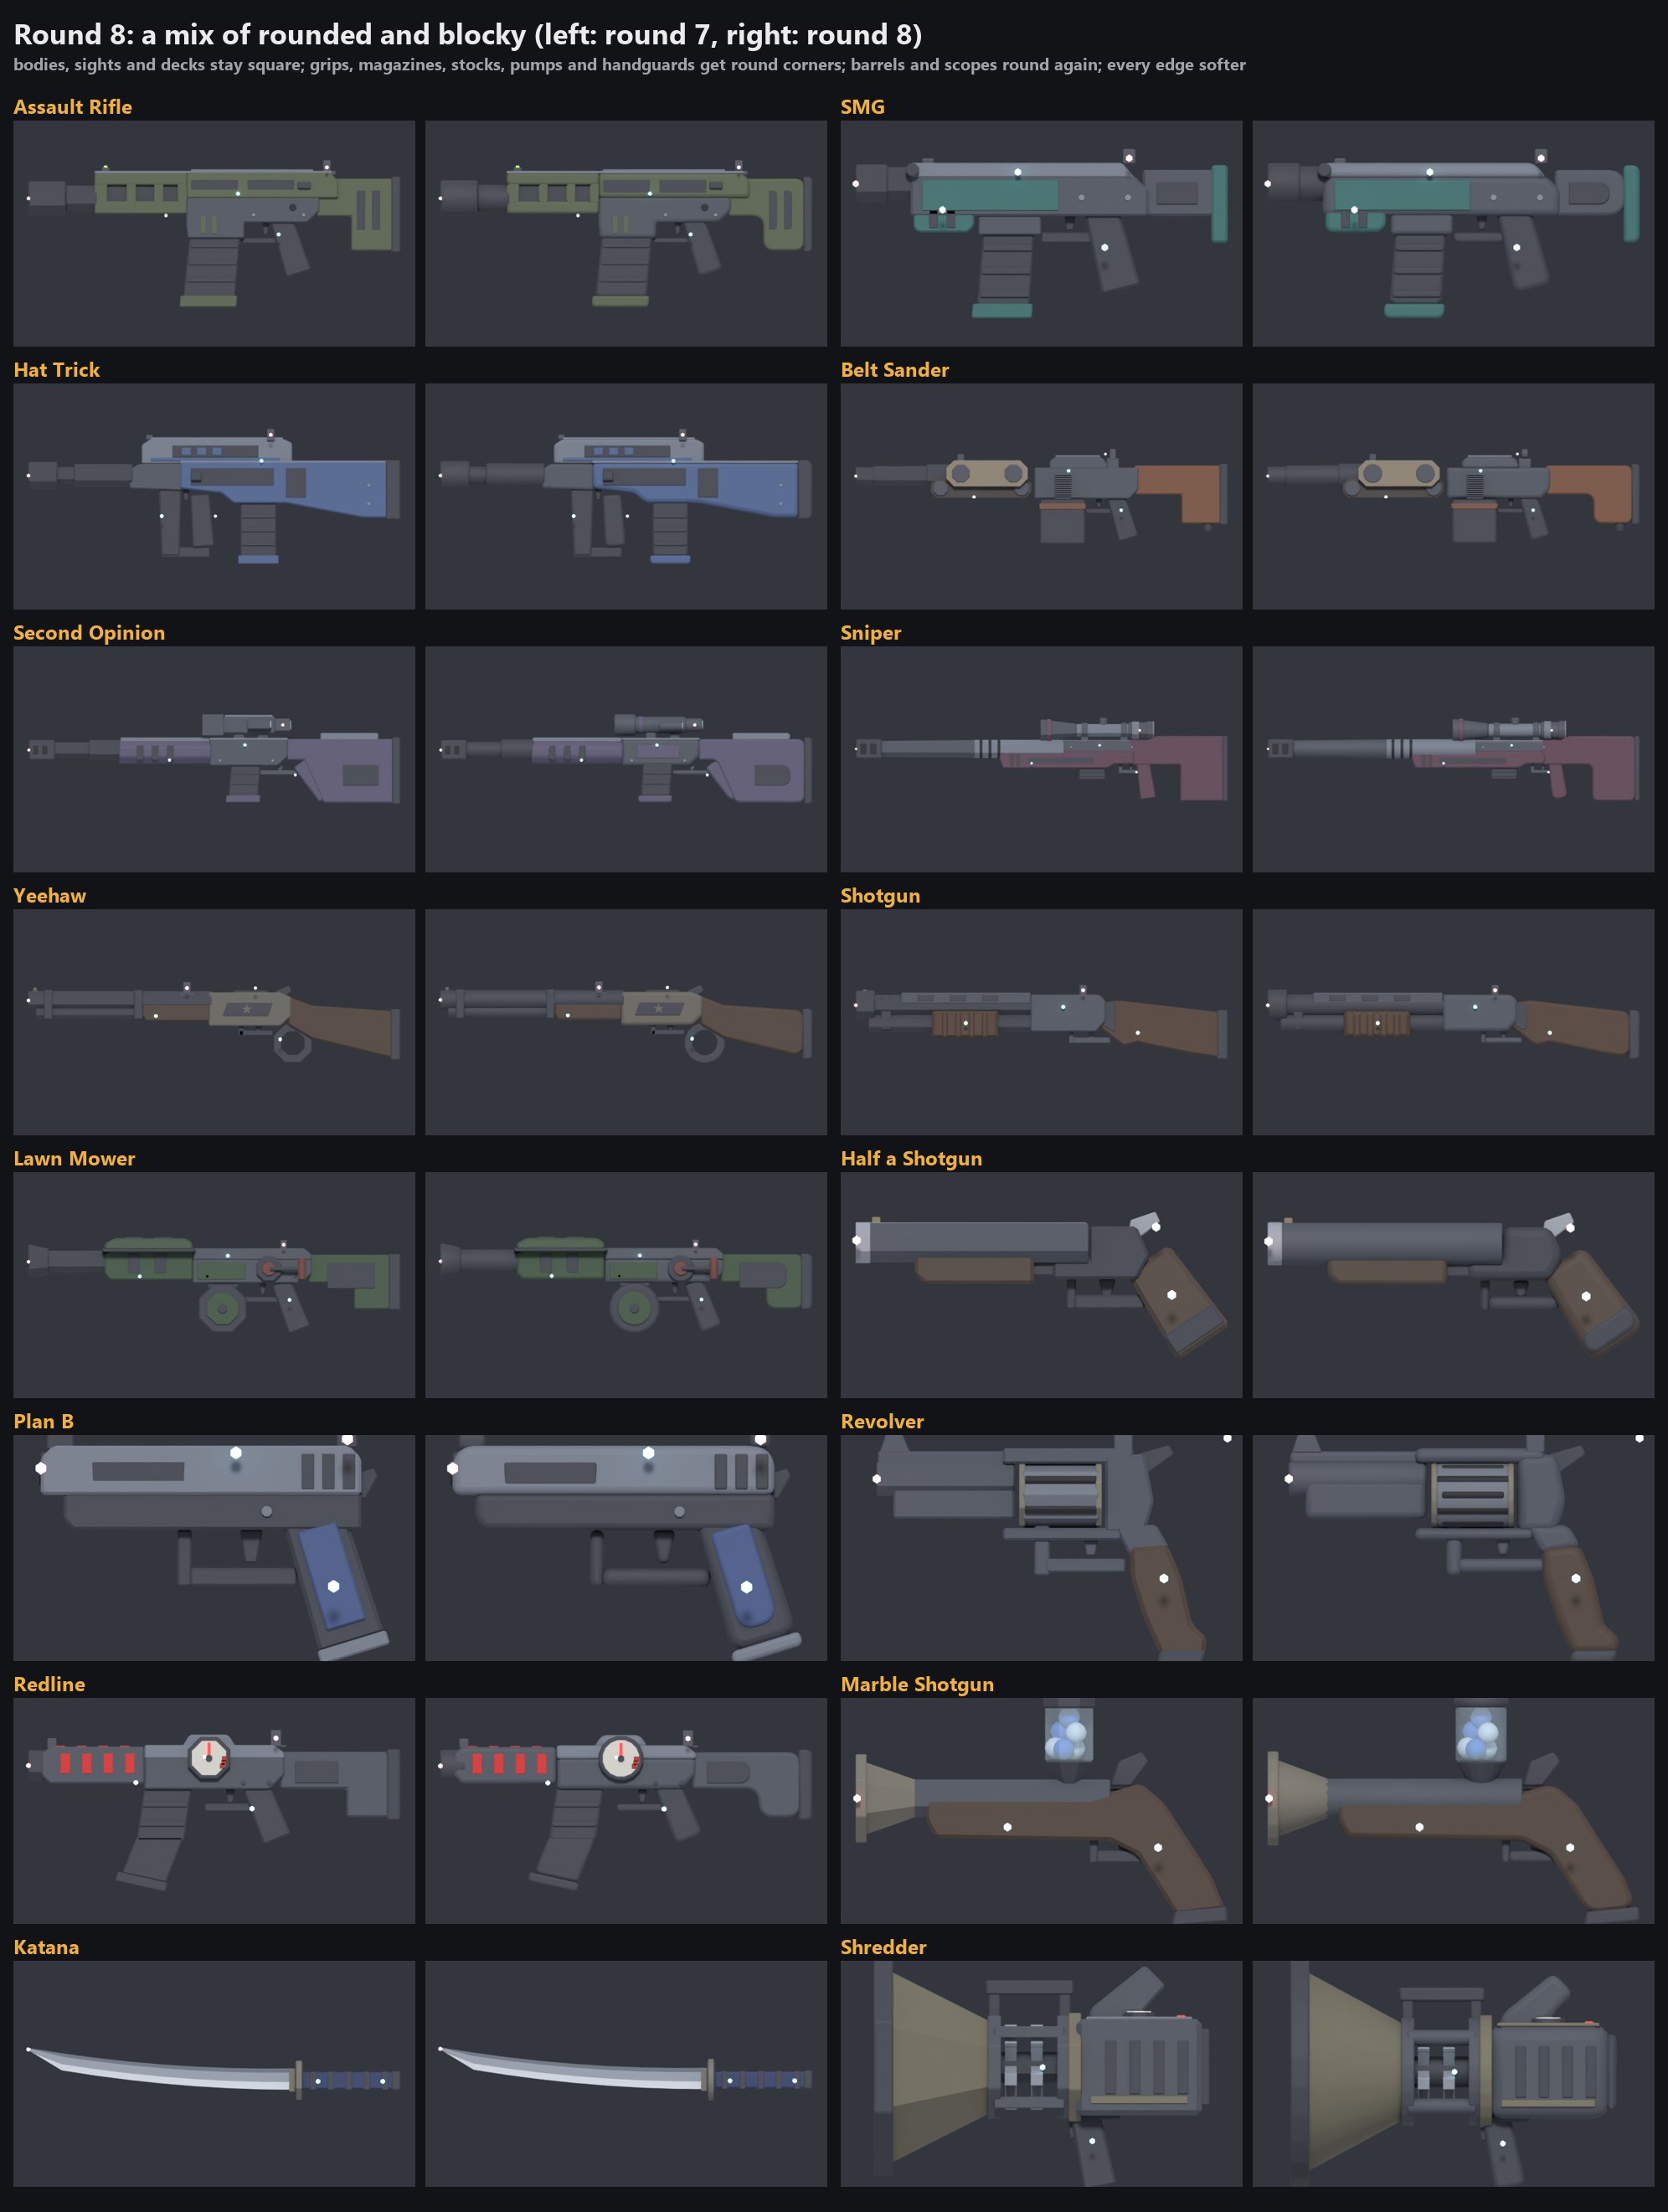 Round 8: a mix of rounded and blocky (left: round 7, right: round 8)
bodies, sights and decks stay square; grips, magazines, stocks, pumps and handguards get round corners; barrels and scopes round again; every edge softer
Assault Rifle
SMG
Hat Trick
Belt Sander
Second Opinion
Sniper
Yeehaw
Shotgun
Lawn Mower
Half a Shotgun
Plan B
Revolver
Redline
Marble Shotgun
Katana
Shredder